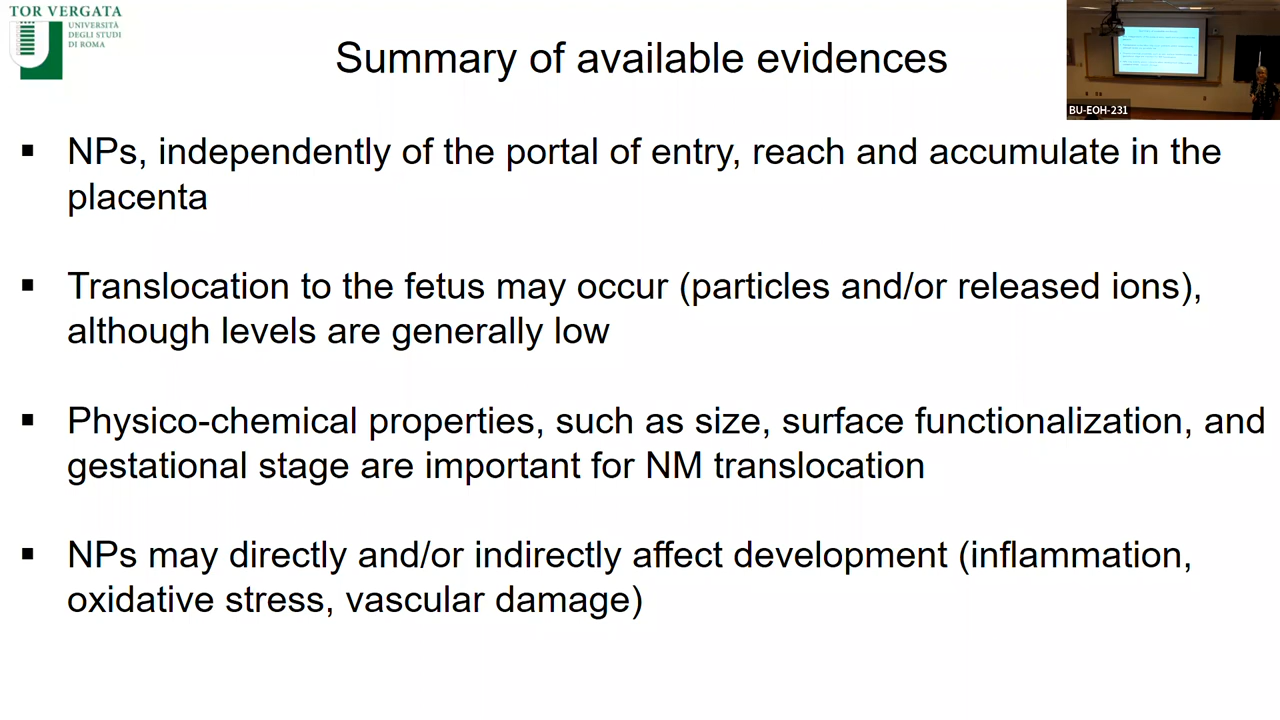 TOR VERGATA
UNIVERSITÀ
DEGLI STUDI
DI ROMA
Summary of available evidences
BU-EOH-231
▪ NPs, independently of the portal of entry, reach and accumulate in the
placenta
▪ Translocation to the fetus may occur (particles and/or released ions),
although levels are generally low
▪ Physico-chemical properties, such as size, surface functionalization, and
gestational stage are important for NM translocation
▪ NPs may directly and/or indirectly affect development (inflammation,
oxidative stress, vascular damage)